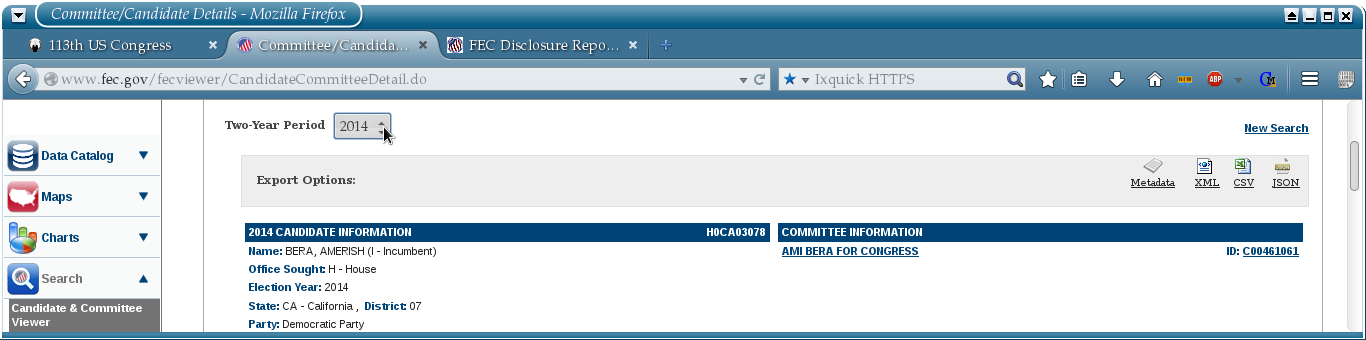 Committee/Candidate Details - Mozilla Firefox
113th US Congress
Committee/Candida...
FEC Disclosure Repo...
www.fec.gov/fecviewer/CandidateCommitteeDetail.do
Ixquick HTTPS
NEW
ABP
Two-Year Period 2014
New Search
Data Catalog
Maps
Charts
Search
Candidate & Committee
Viewer
Export Options:
Metadata XML CSV JSON
2014 CANDIDATE INFORMATION H0CA03078
Name: BERA, AMERISH (I - Incumbent)
Office Sought: H - House
Election Year: 2014
State: CA - California , District: 07
Party: Democratic Party
COMMITTEE INFORMATION
AMI BERA FOR CONGRESS ID: C00461061